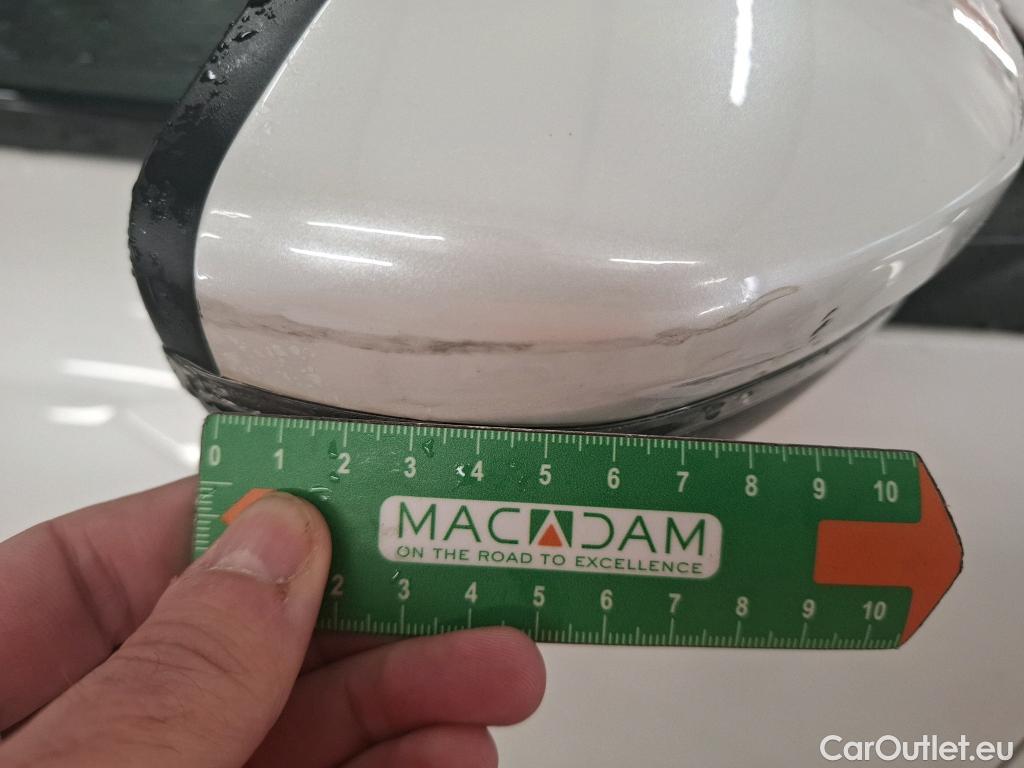 0 1 2 3 4 5 6 7 8 9 10
MACADAM
ON THE ROAD TO EXCELLENCE
2 3 4 5 6 7 8 9 10
CarOutlet.eu